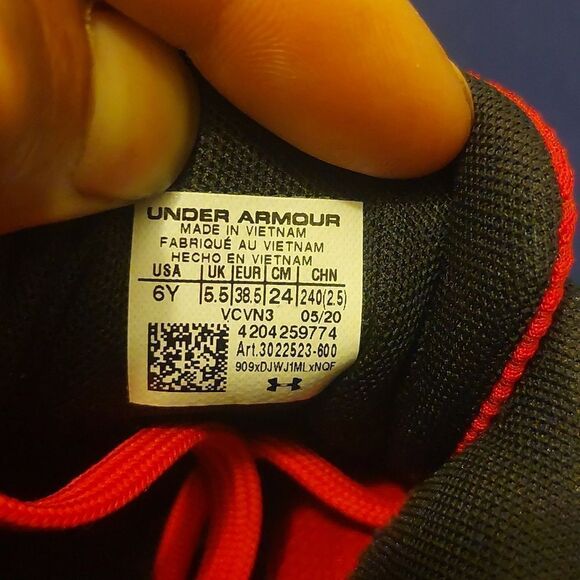 UNDER ARMOUR
MADE IN VIETNAM
FABRIQUÉ AU VIETNAM
HECHO EN VIETNAM
USA UK EUR CM CHN
6Y 5.5 38.5 24 240(2.5)
VCVN3 05/20
4204259774
Art.3022523-600
909xDJWJ1MLxNQF